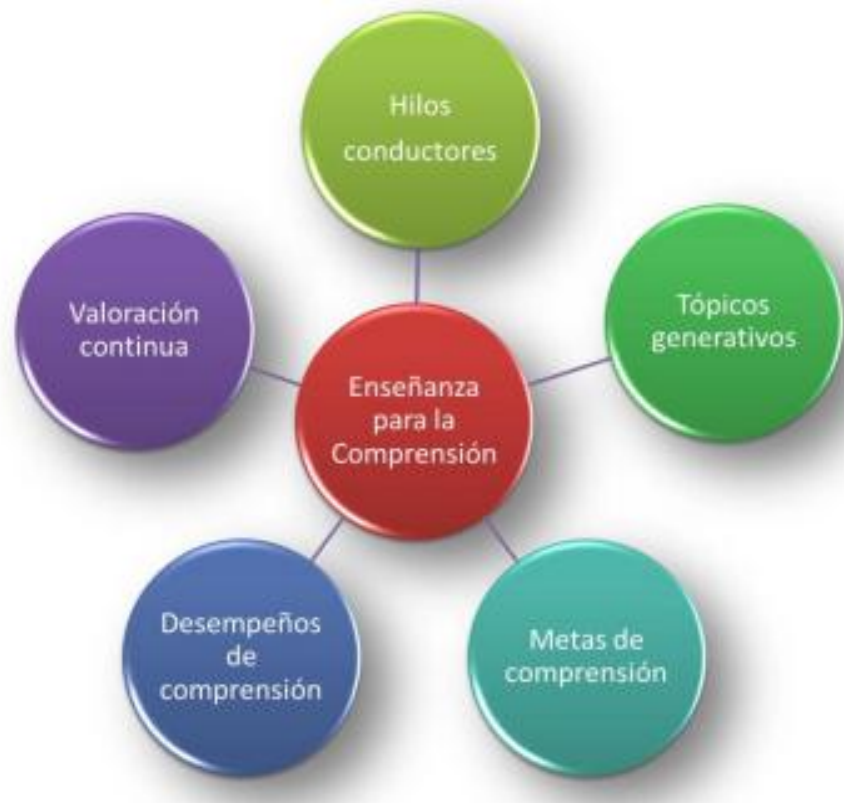 Hilos
conductores
Tópicos
generativos
Metas de
comprensión
Desempeños
de
comprensión
Valoración
continua
Enseñanza
para la
Comprensión